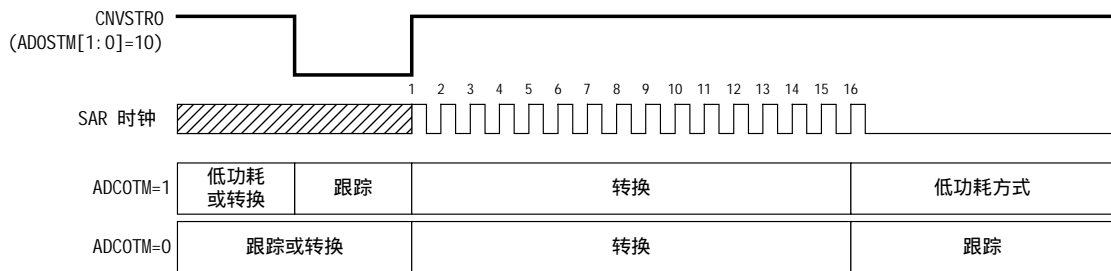 CNVSTR0
(AD0STM[1:0]=10)
1 2 3 4 5 6 7 8 9 10 11 12 13 14 15 16
SAR 时钟
ADC0TM=1
低功耗
或转换
跟踪
转换
低功耗方式
ADC0TM=0
跟踪或转换
转换
跟踪